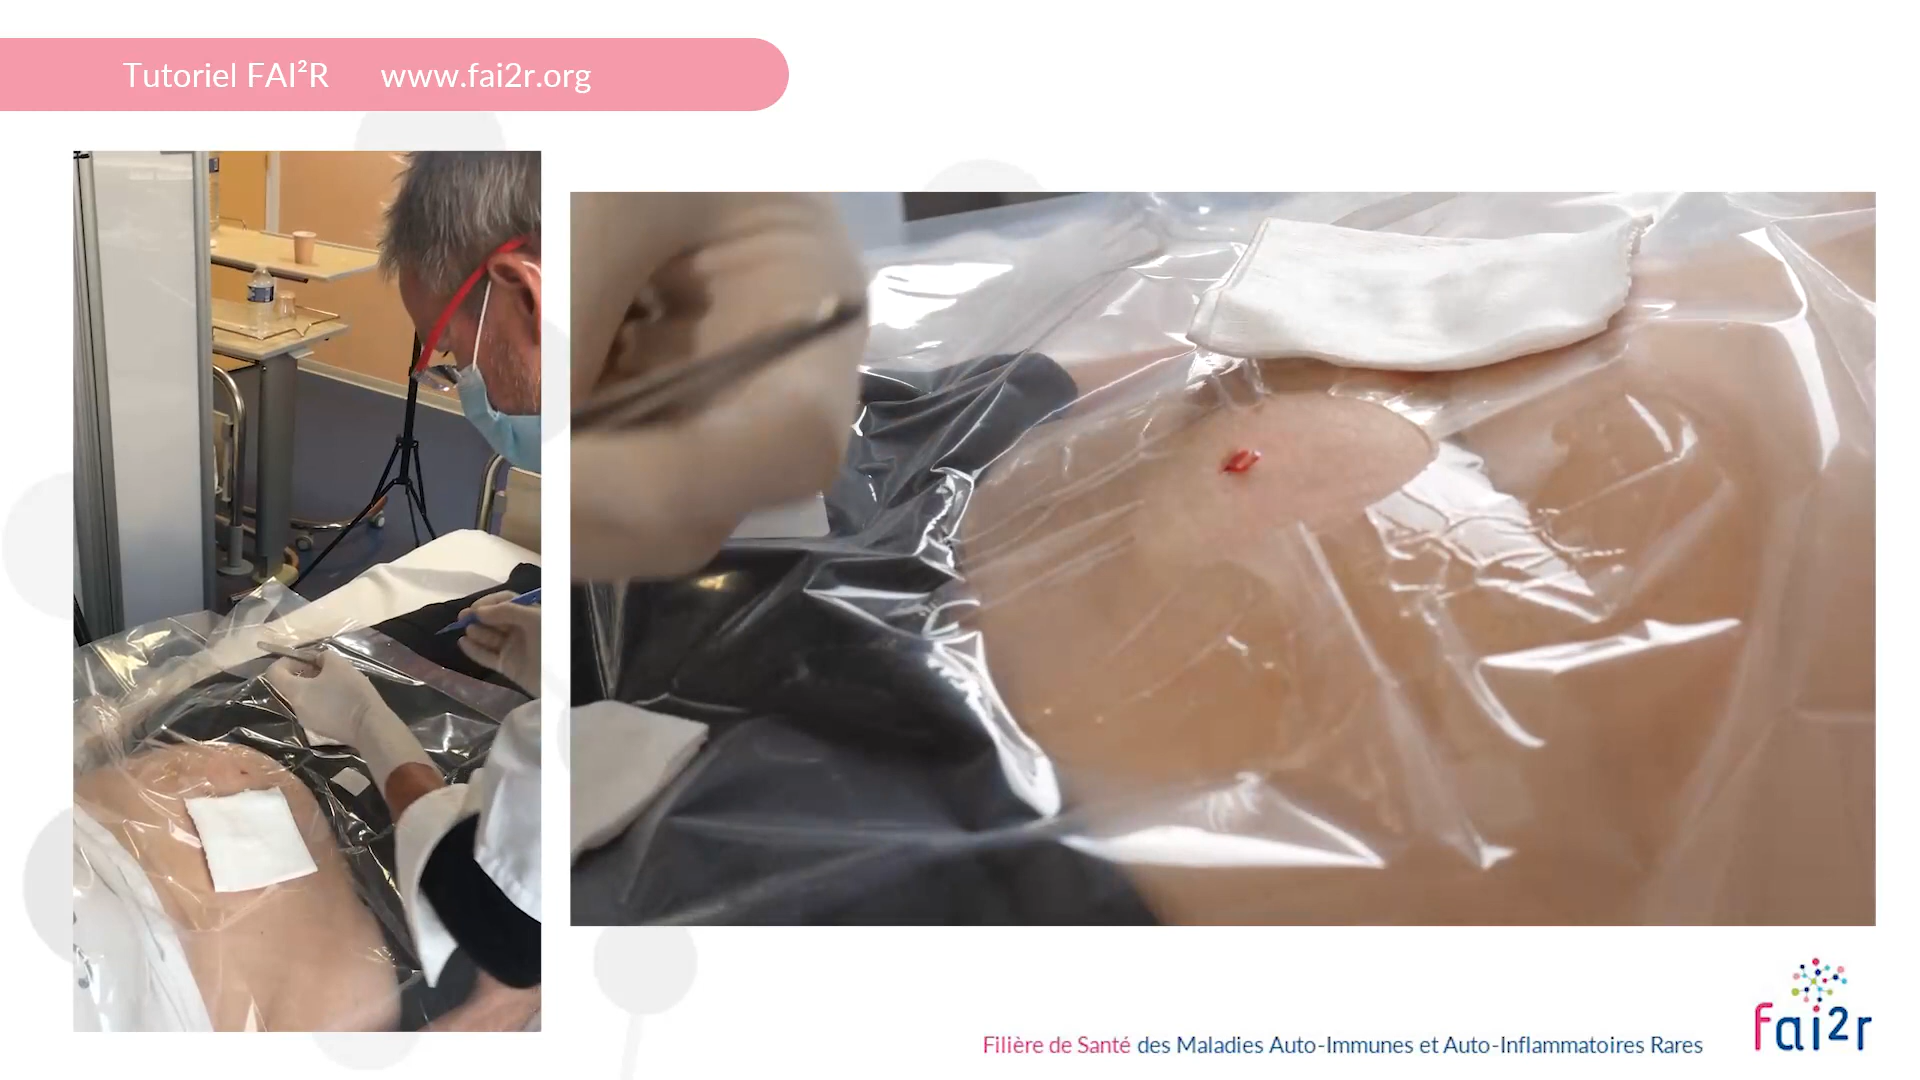 Tutoriel FAI²R www.fai2r.org
Filière de Santé des Maladies Auto-Immunes et Auto-Inflammatoires Rares
fai2r